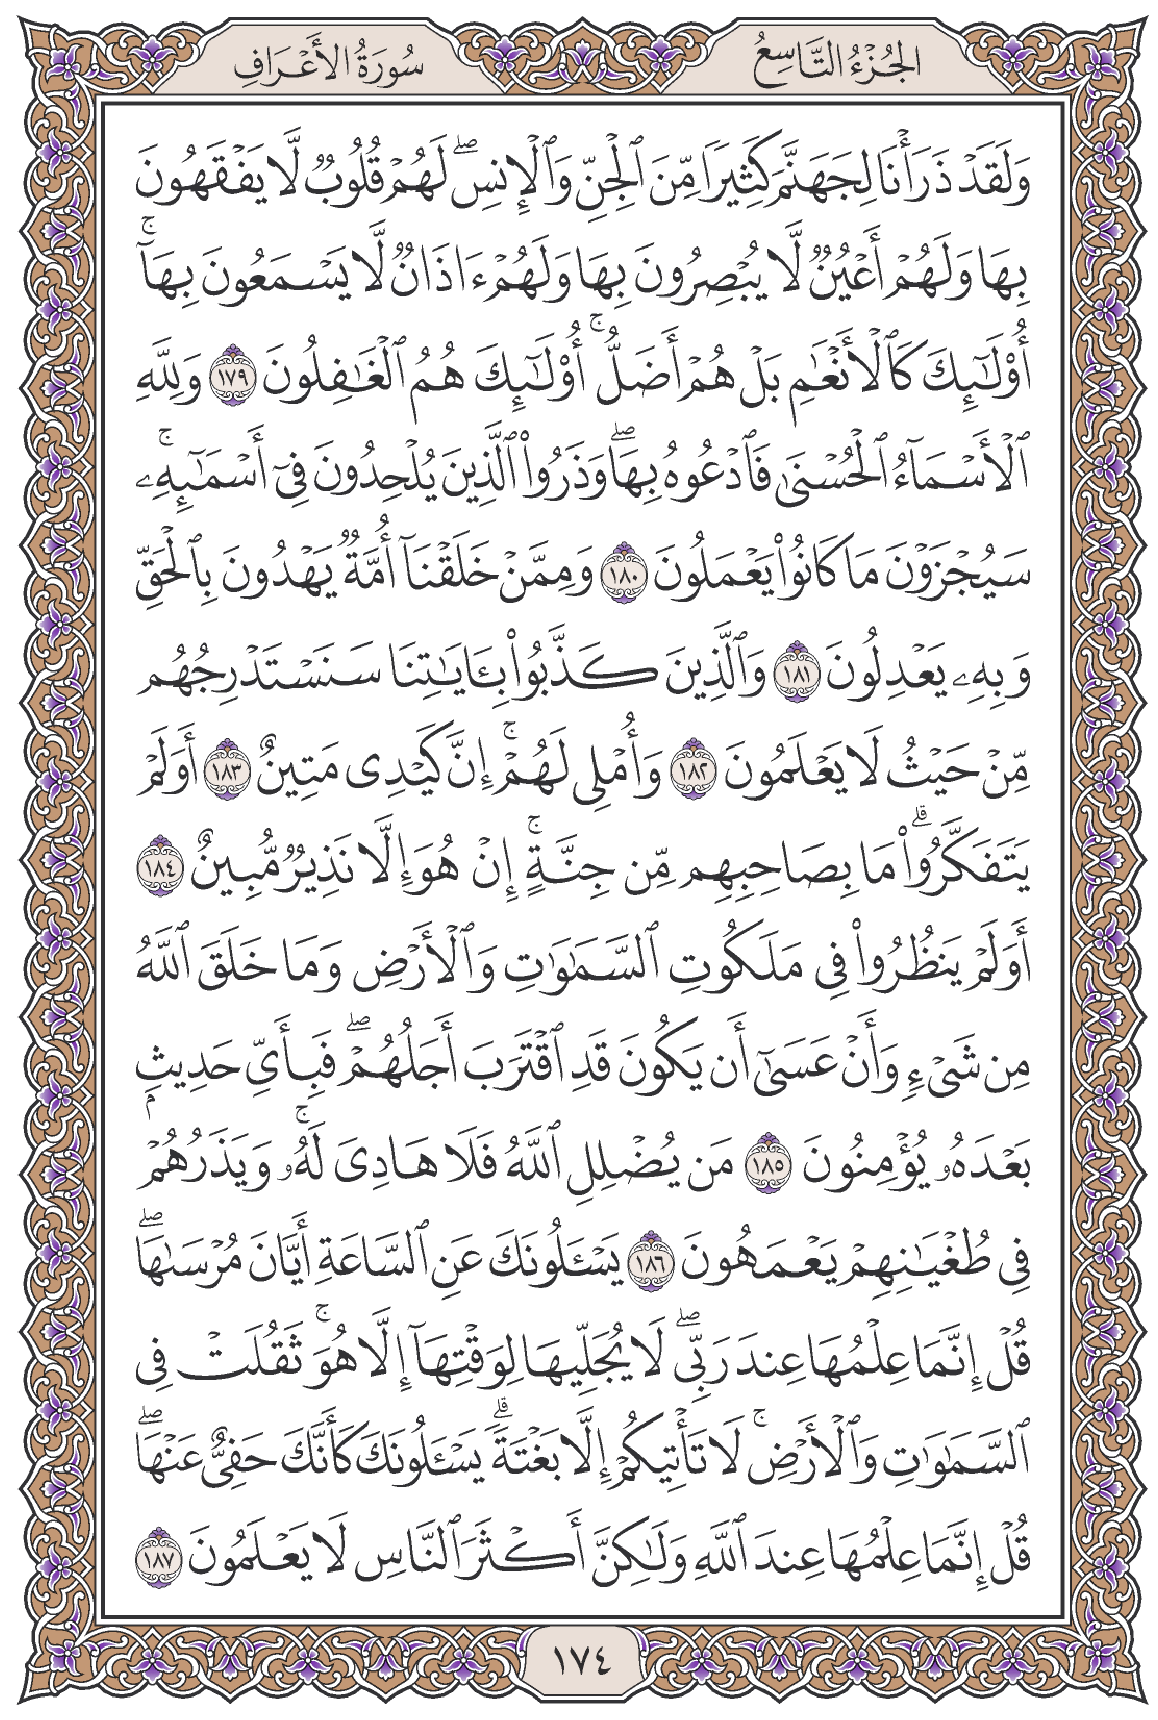 الجُزْءُ التَّاسِعُ
سُورَةُ الأَعْرَافِ
وَلَقَدْ ذَرَأْنَا لِجَهَنَّمَ كَثِيرٗا مِّنَ ٱلۡجِنِّ وَٱلۡإِنسِۖ لَهُمۡ قُلُوبٞ لَّا يَفۡقَهُونَ
بِهَا وَلَهُمۡ أَعۡيُنٞ لَّا يُبۡصِرُونَ بِهَا وَلَهُمۡ ءَاذَانٞ لَّا يَسۡمَعُونَ بِهَآۚ
أُوْلَٰٓئِكَ كَٱلۡأَنۡعَٰمِ بَلۡ هُمۡ أَضَلُّۚ أُوْلَٰٓئِكَ هُمُ ٱلۡغَٰفِلُونَ ١٧٩ وَلِلَّهِ
ٱلۡأَسۡمَآءُ ٱلۡحُسۡنَىٰ فَٱدۡعُوهُ بِهَاۖ وَذَرُواْ ٱلَّذِينَ يُلۡحِدُونَ فِيٓ أَسۡمَٰٓئِهِۦۚ
سَيُجۡزَوۡنَ مَا كَانُواْ يَعۡمَلُونَ ١٨٠ وَمِمَّنۡ خَلَقۡنَآ أُمَّةٞ يَهۡدُونَ بِٱلۡحَقِّ
وَبِهِۦ يَعۡدِلُونَ ١٨١ وَٱلَّذِينَ كَذَّبُواْ بِـَٔايَٰتِنَا سَنَسۡتَدۡرِجُهُم
مِّنۡ حَيۡثُ لَا يَعۡلَمُونَ ١٨٢ وَأُمۡلِي لَهُمۡۚ إِنَّ كَيۡدِي مَتِينٌ ١٨٣ أَوَلَمۡ
يَتَفَكَّرُواْۗ مَا بِصَاحِبِهِم مِّن جِنَّةٍۚ إِنۡ هُوَ إِلَّا نَذِيرٞ مُّبِينٌ ١٨٤
أَوَلَمۡ يَنظُرُواْ فِي مَلَكُوتِ ٱلسَّمَٰوَٰتِ وَٱلۡأَرۡضِ وَمَا خَلَقَ ٱللَّهُ
مِن شَيۡءٖ وَأَنۡ عَسَىٰٓ أَن يَكُونَ قَدِ ٱقۡتَرَبَ أَجَلُهُمۡۖ فَبِأَيِّ حَدِيثِۭ
بَعۡدَهُۥ يُؤۡمِنُونَ ١٨٥ مَن يُضۡلِلِ ٱللَّهُ فَلَا هَادِيَ لَهُۥۚ وَيَذَرُهُمۡ
فِي طُغۡيَٰنِهِمۡ يَعۡمَهُونَ ١٨٦ يَسۡـَٔلُونَكَ عَنِ ٱلسَّاعَةِ أَيَّانَ مُرۡسَىٰهَاۖ
قُلۡ إِنَّمَا عِلۡمُهَا عِندَ رَبِّيۖ لَا يُجَلِّيهَا لِوَقۡتِهَآ إِلَّا هُوَۚ ثَقُلَتۡ فِي
ٱلسَّمَٰوَٰتِ وَٱلۡأَرۡضِۚ لَا تَأۡتِيكُمۡ إِلَّا بَغۡتَةٗۗ يَسۡـَٔلُونَكَ كَأَنَّكَ حَفِيٌّ عَنۡهَاۖ
قُلۡ إِنَّمَا عِلۡمُهَا عِندَ ٱللَّهِ وَلَٰكِنَّ أَكۡثَرَ ٱلنَّاسِ لَا يَعۡلَمُونَ ١٨٧
١٧٤